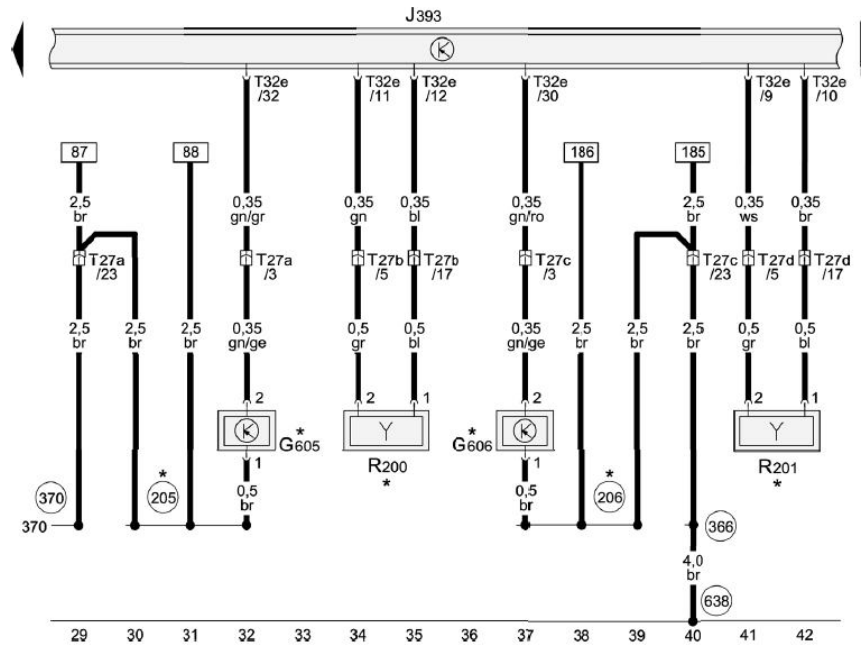 J393
T32e /32
T32e /11
T32e /12
T32e /30
T32e /9
T32e /10
87
88
186
185
2,5 br
0,35 gn/gr
0,35 gn
0,35 bl
0,35 gn/ro
2,5 br
0,35 ws
0,35 br
T27a /23
T27a /3
T27b /5
T27b /17
T27c /3
T27c /23
T27d /5
T27d /17
2,5 br
2,5 br
2,5 br
0,35 gn/ge
0,5 gr
0,5 bl
0,35 gn/ge
2,5 br
2,5 br
2,5 br
0,5 gr
0,5 bl
2
2
1
2
2
1
* G605
* G606
1
R200 *
1
R201 *
370
* 205
0,5 br
0,5 br
* 206
370
366
4,0 br
638
29 30 31 32 33 34 35 36 37 38 39 40 41 42